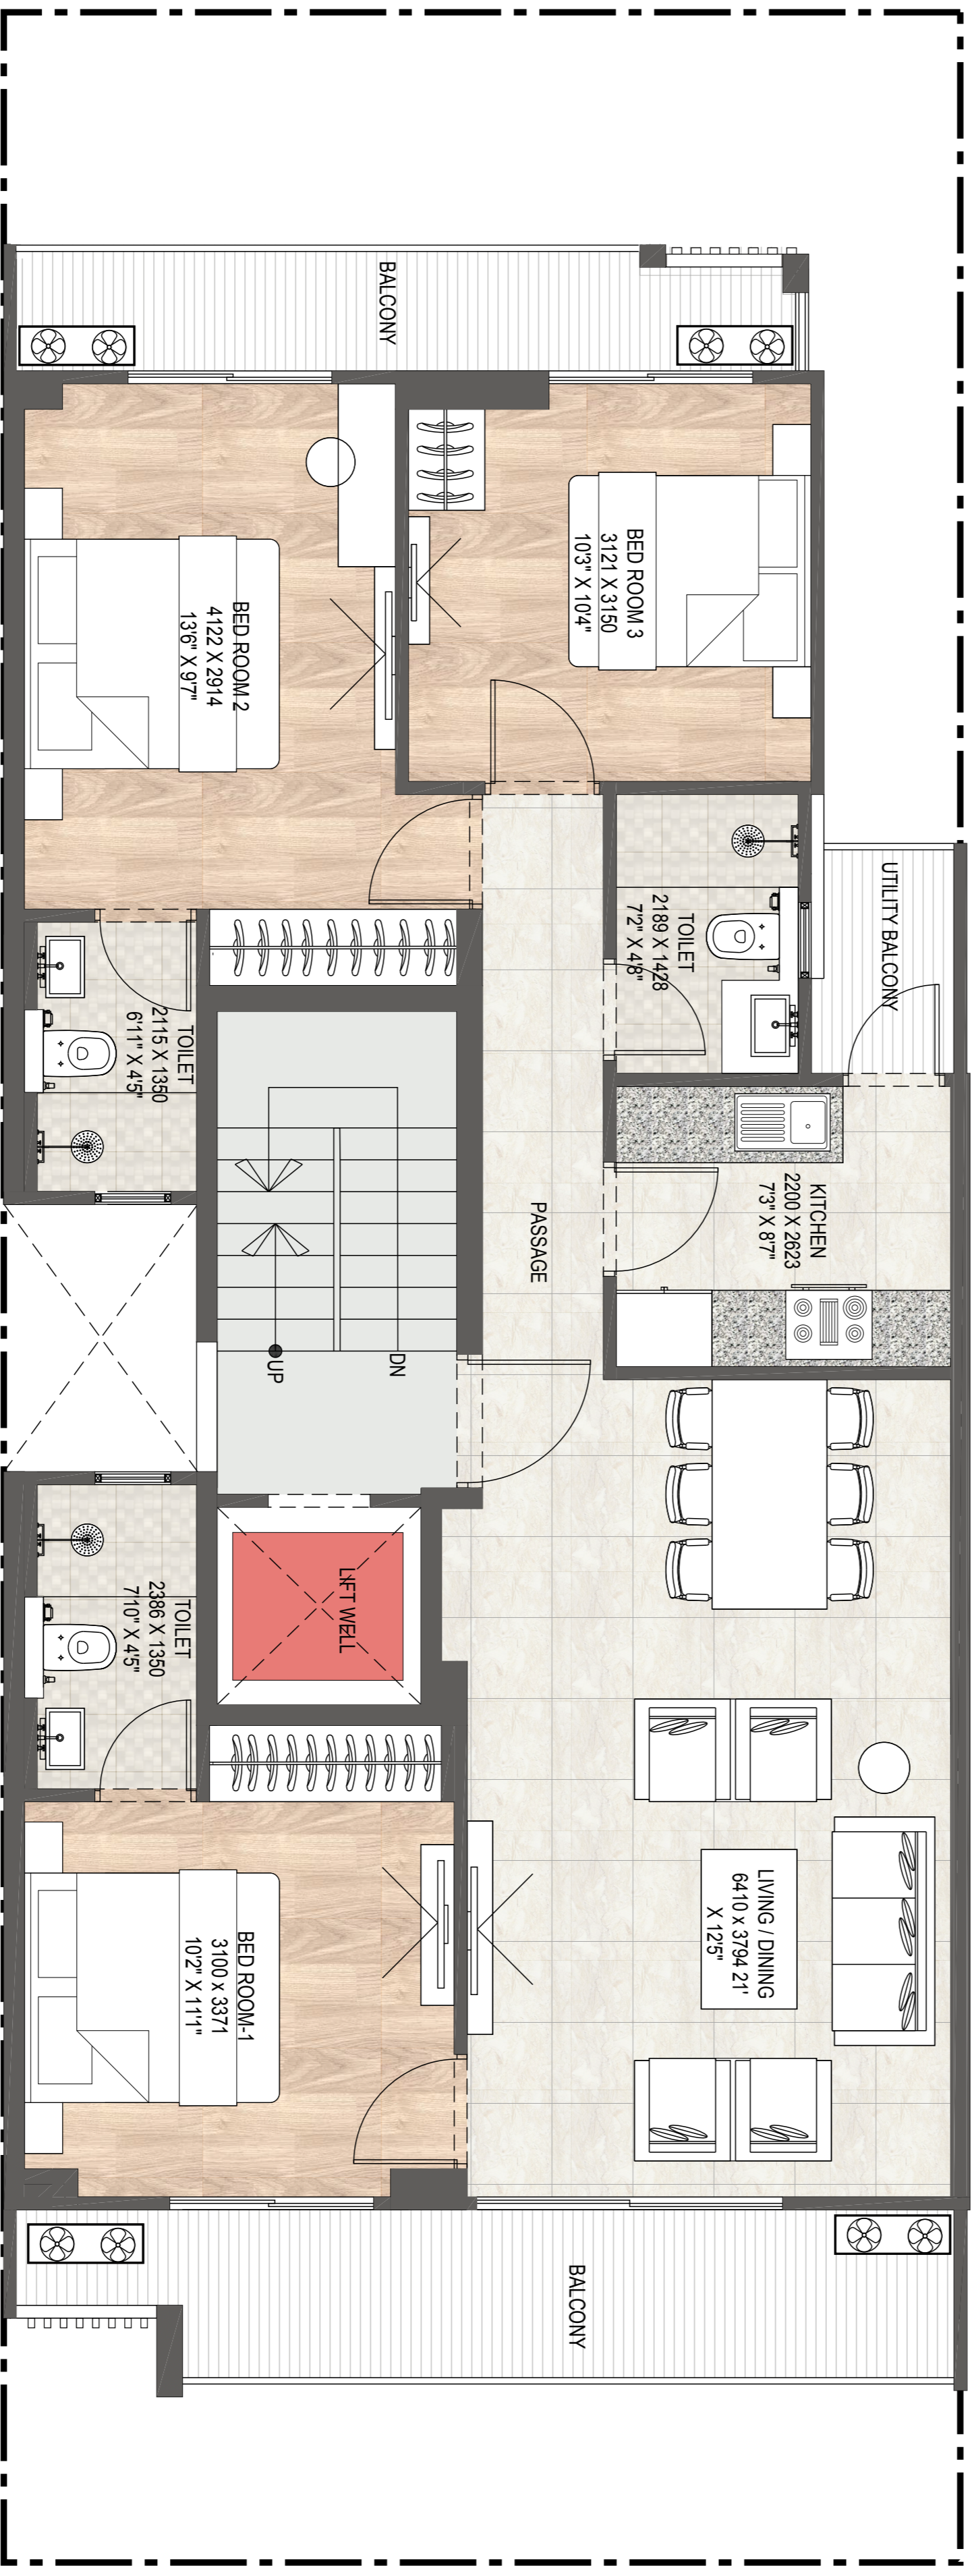 BALCONY
BED ROOM 3
3121 X 3150
10'3" X 10'4"
BED ROOM 2
4122 X 2914
13'6" X 9'7"
UTILITY BALCONY
TOILET
2189 X 1428
7'2" X 4'8"
TOILET
2115 X 1350
6'11" X 4'5"
KITCHEN
2200 X 2623
7'3" X 8'7"
PASSAGE
DN
UP
LIFT WELL
TOILET
2386 X 1350
7'10" X 4'5"
LIVING / DINING
6410 x 3794 21'
X 12'5"
BED ROOM-1
3100 x 3371
10'2" X 11'1"
BALCONY